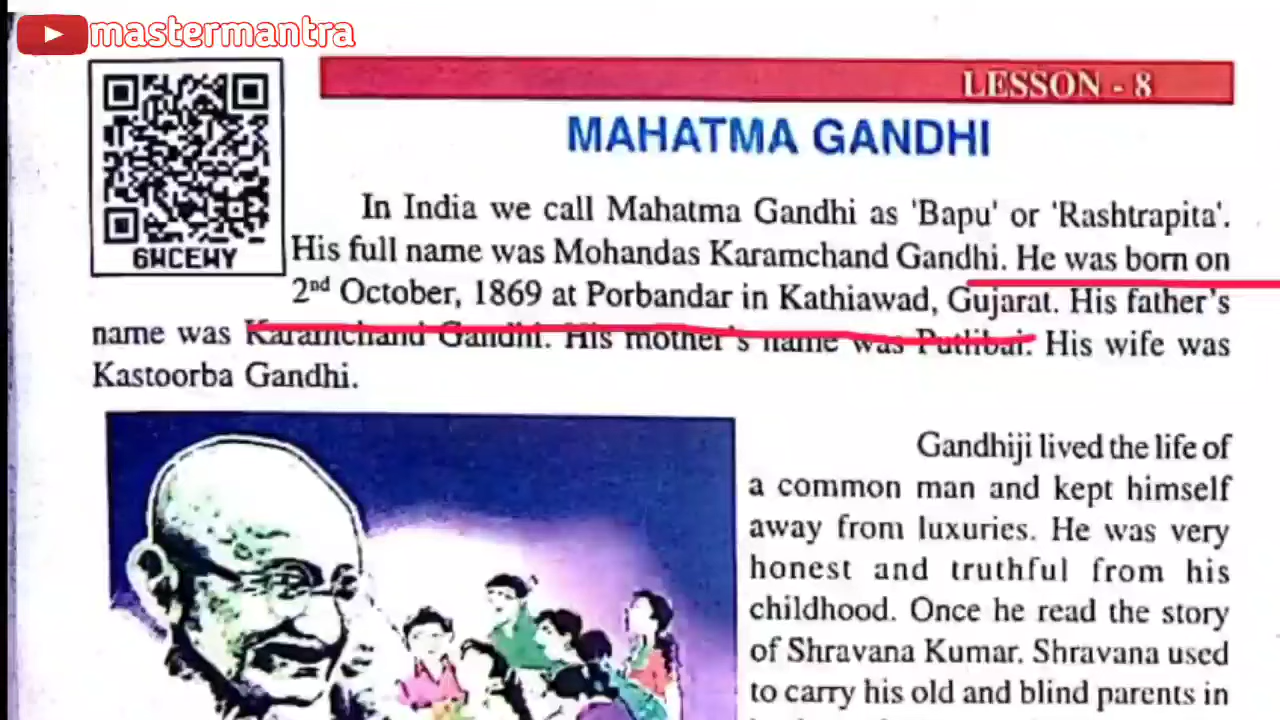 mastermantra
LESSON - 8
MAHATMA GANDHI
6WCEWY
In India we call Mahatma Gandhi as 'Bapu' or 'Rashtrapita'.
His full name was Mohandas Karamchand Gandhi. He was born on
2nd October, 1869 at Porbandar in Kathiawad, Gujarat. His father's
name was Karamchand Gandhi. His mother's name was Putlibai. His wife was
Kastoorba Gandhi.
Gandhiji lived the life of
a common man and kept himself
away from luxuries. He was very
honest and truthful from his
childhood. Once he read the story
of Shravana Kumar. Shravana used
to carry his old and blind parents in